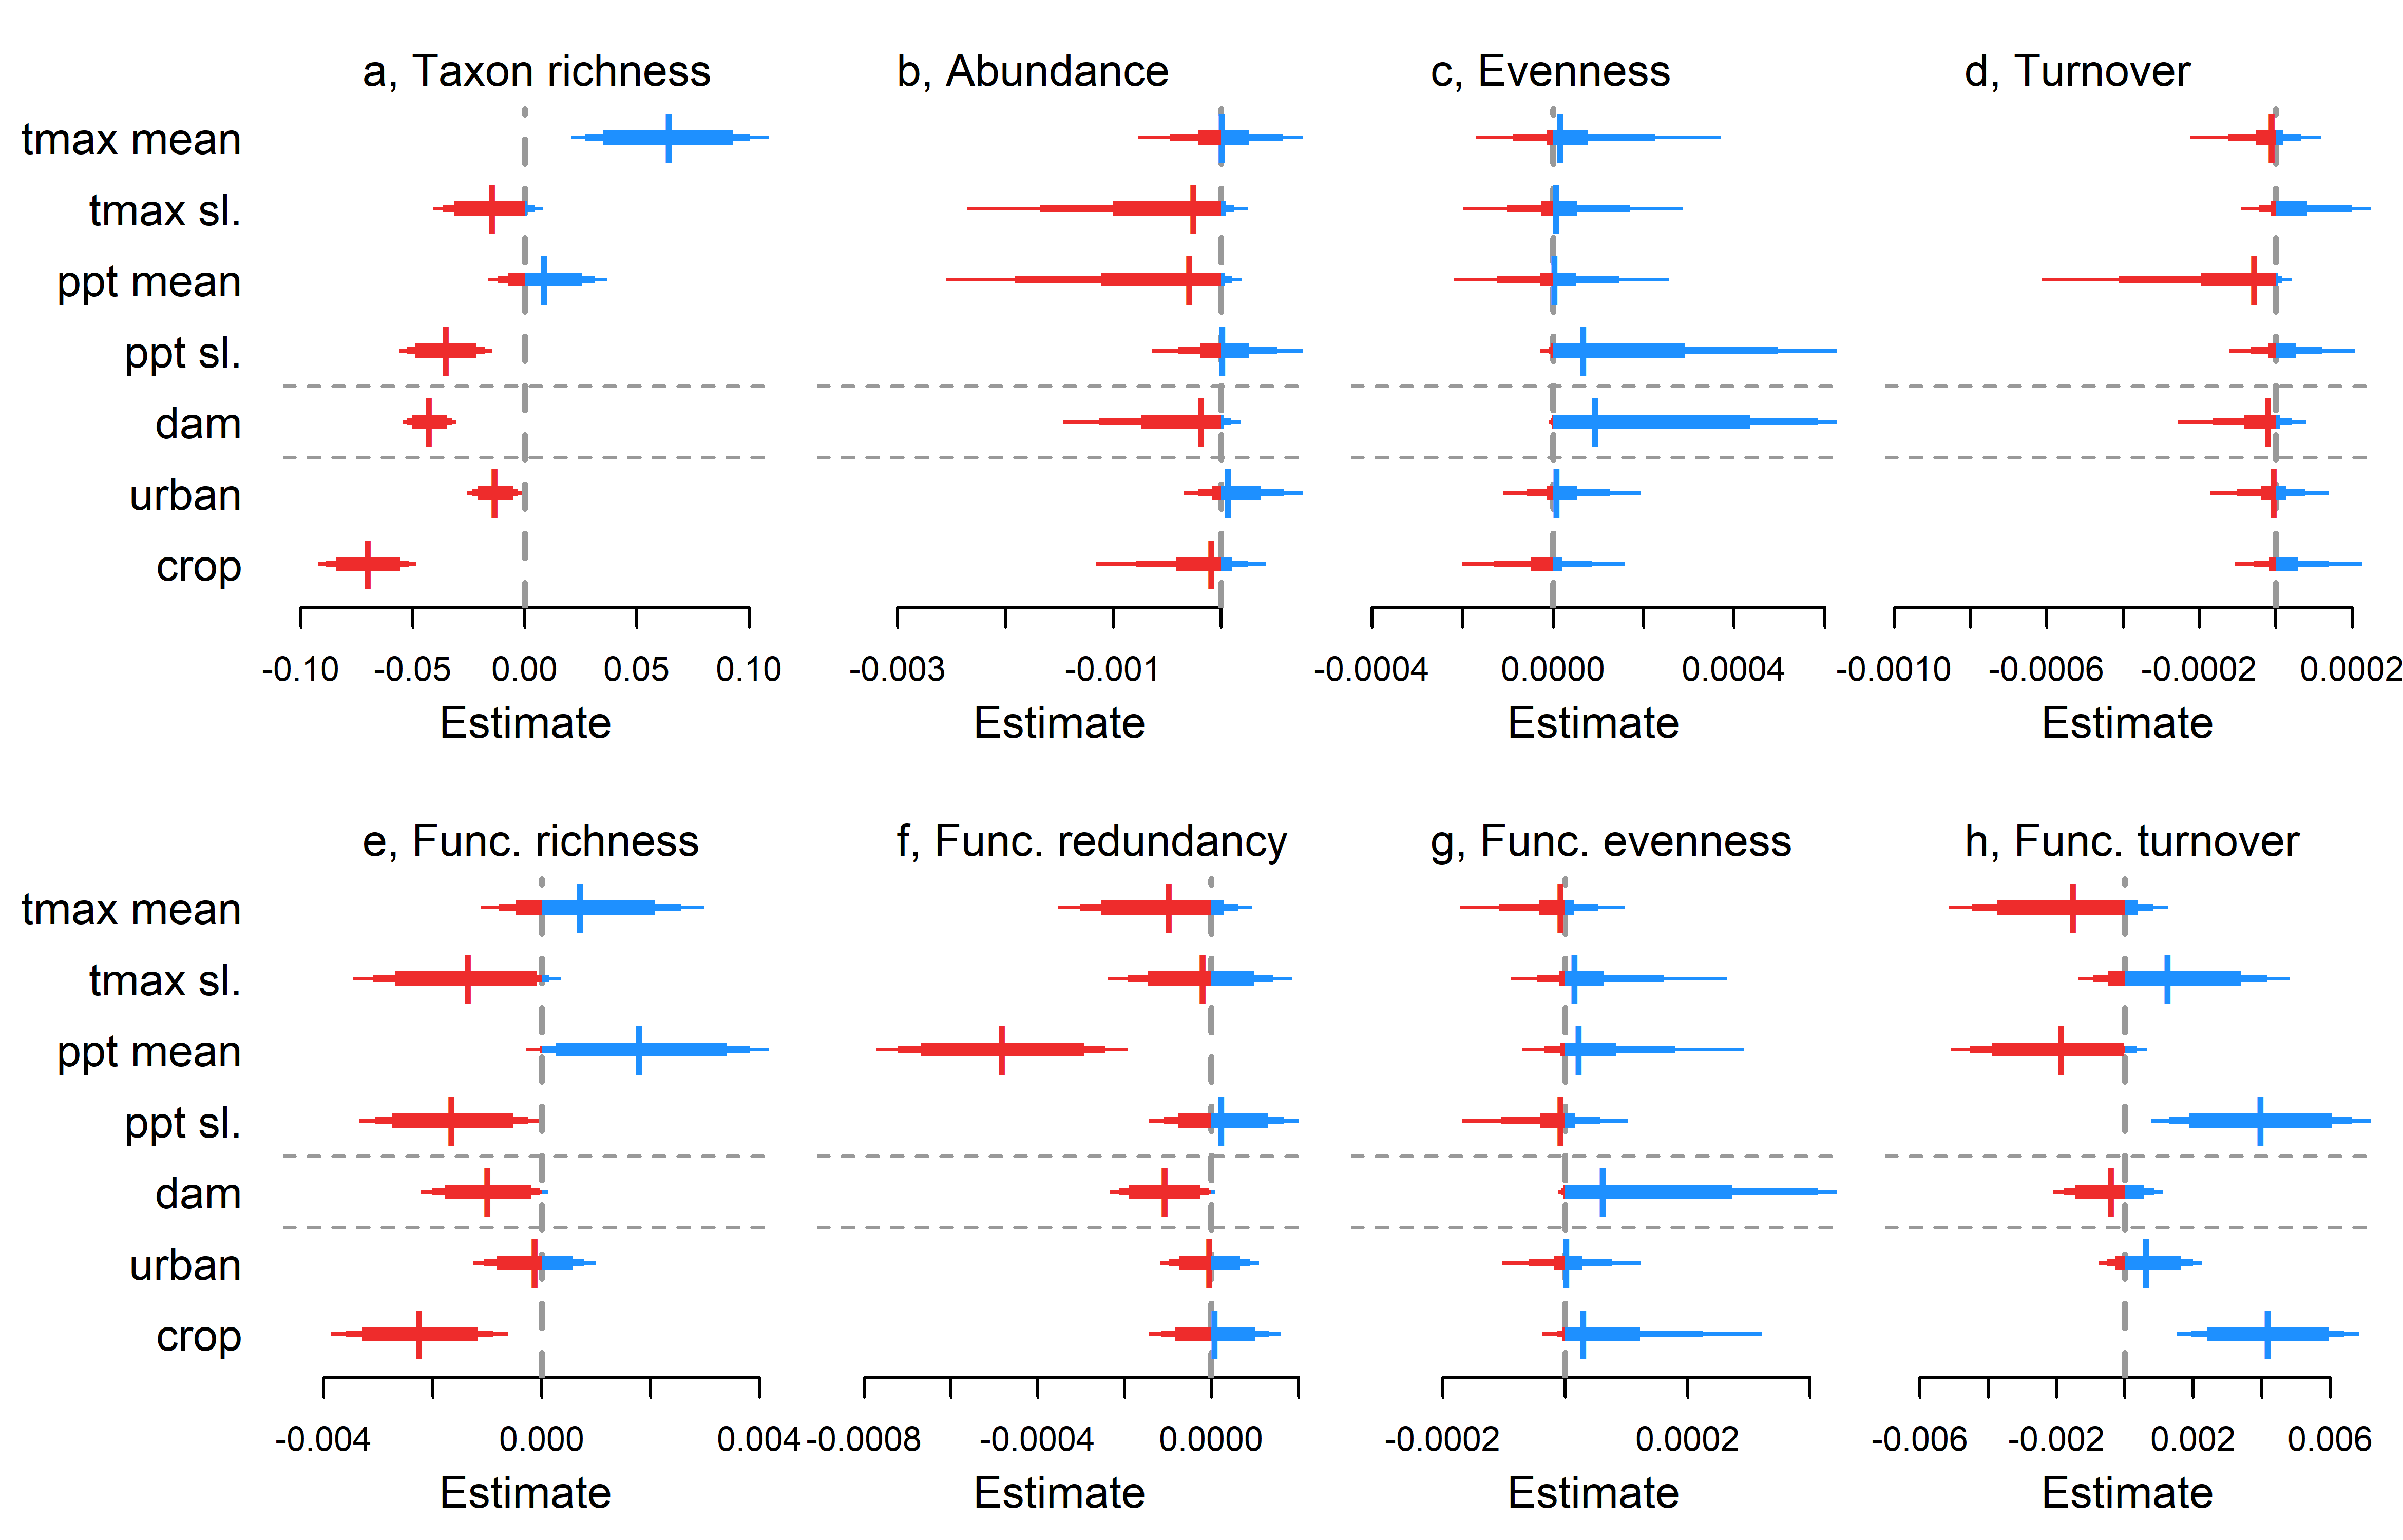 a, Taxon richness b, Abundance c, Evenness d, Turnover
tmax mean
tmax sl.
ppt mean
ppt sl.
dam
urban
crop
-0.10 -0.05 0.00 0.05 0.10 -0.003 -0.001 -0.0004 0.0000 0.0004 -0.0010 -0.0006 -0.0002 0.0002
Estimate Estimate Estimate Estimate
e, Func. richness f, Func. redundancy g, Func. evenness h, Func. turnover
tmax mean
tmax sl.
ppt mean
ppt sl.
dam
urban
crop
-0.004 0.000 0.004 -0.0008 -0.0004 0.0000 -0.0002 0.0002 -0.006 -0.002 0.002 0.006
Estimate Estimate Estimate Estimate